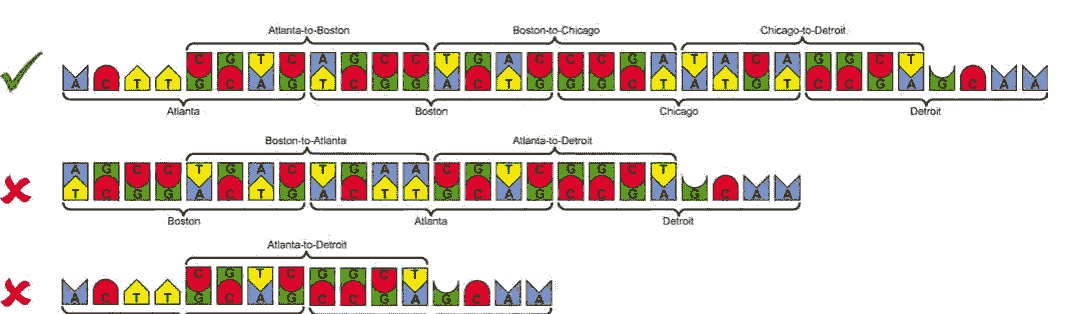 Atlanta-to-Boston Boston-to-Chicago Chicago-to-Detroit
C G T C A G C C T G A C C C G A T A C A G G C T
A C T T G C A G T C G G A C T G G G C T A T G T C C G A G C A A
Atlanta Boston Chicago Detroit
Boston-to-Atlanta Atlanta-to-Detroit
A G C C T G A C T G A A C G T C G G C T
T C G G A C T G A C T T G C A G C C G A G C A A
Boston Atlanta Detroit
Atlanta-to-Detroit
C G T C G G C T
A C T T G C A G C C G A G C A A